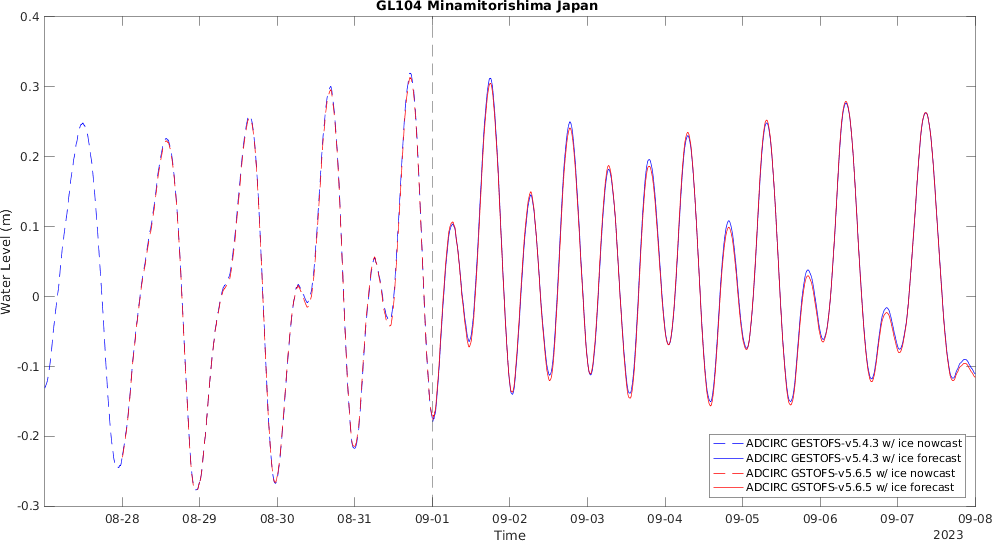 GL104 Minamitorishima Japan
0.4
0.3
0.2
0.1
0
-0.1
-0.2
-0.3
Water Level (m)
ADCIRC GESTOFS-v5.4.3 w/ ice nowcast
ADCIRC GESTOFS-v5.4.3 w/ ice forecast
ADCIRC GSTOFS-v5.6.5 w/ ice nowcast
ADCIRC GSTOFS-v5.6.5 w/ ice forecast
08-28 08-29 08-30 08-31 09-01 09-02 09-03 09-04 09-05 09-06 09-07 09-08
Time
2023